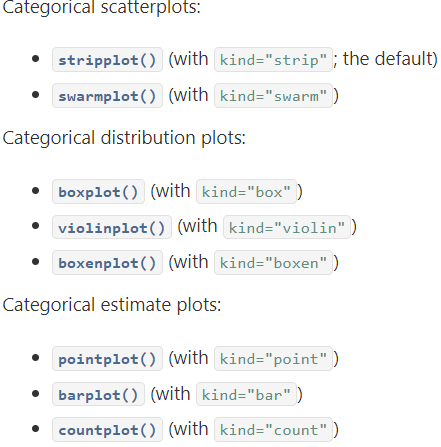 Categorical scatterplots:
stripplot() (with kind="strip"; the default)
swarmplot() (with kind="swarm")
Categorical distribution plots:
boxplot() (with kind="box")
violinplot() (with kind="violin")
boxenplot() (with kind="boxen")
Categorical estimate plots:
pointplot() (with kind="point")
barplot() (with kind="bar")
countplot() (with kind="count")